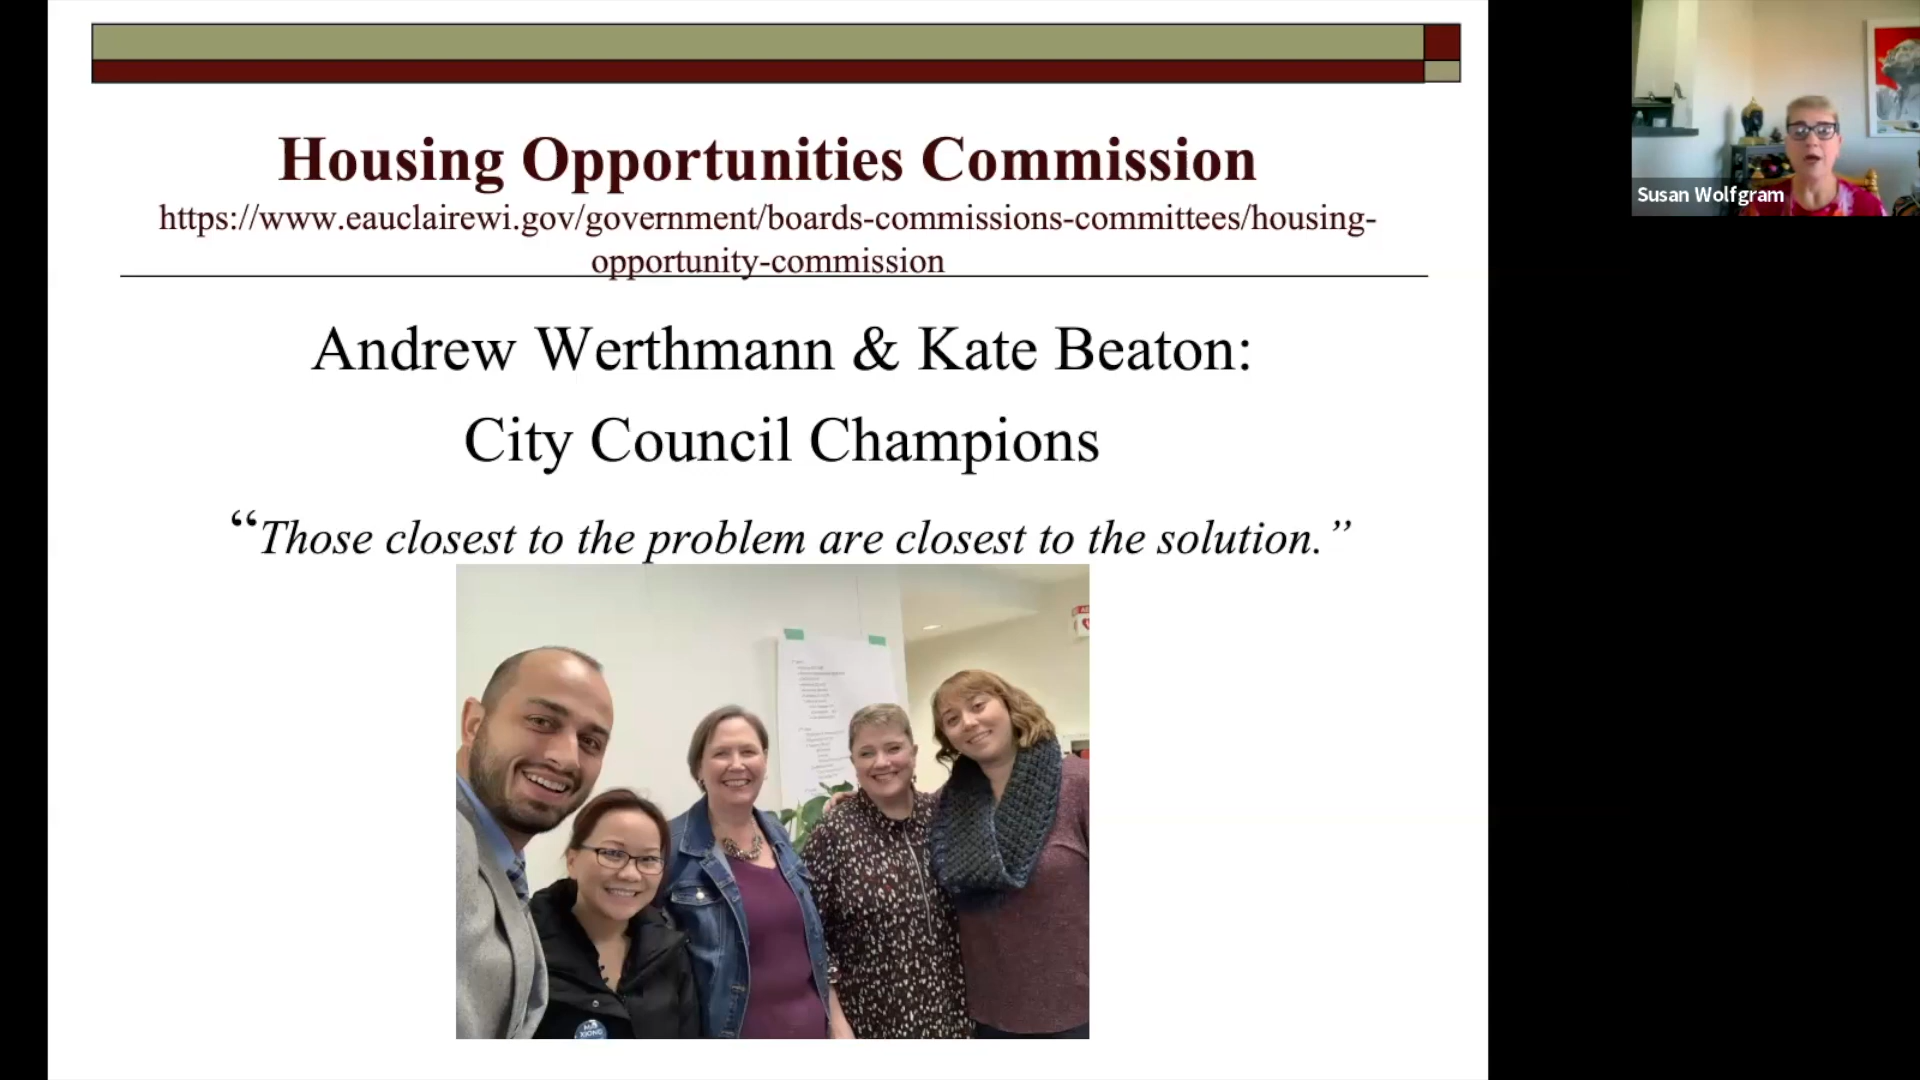 Housing Opportunities Commission
https://www.eauclairewi.gov/government/boards-commissions-committees/housing-
opportunity-commission
Andrew Werthmann & Kate Beaton:
City Council Champions
“Those closest to the problem are closest to the solution.”
Susan Wolfgram